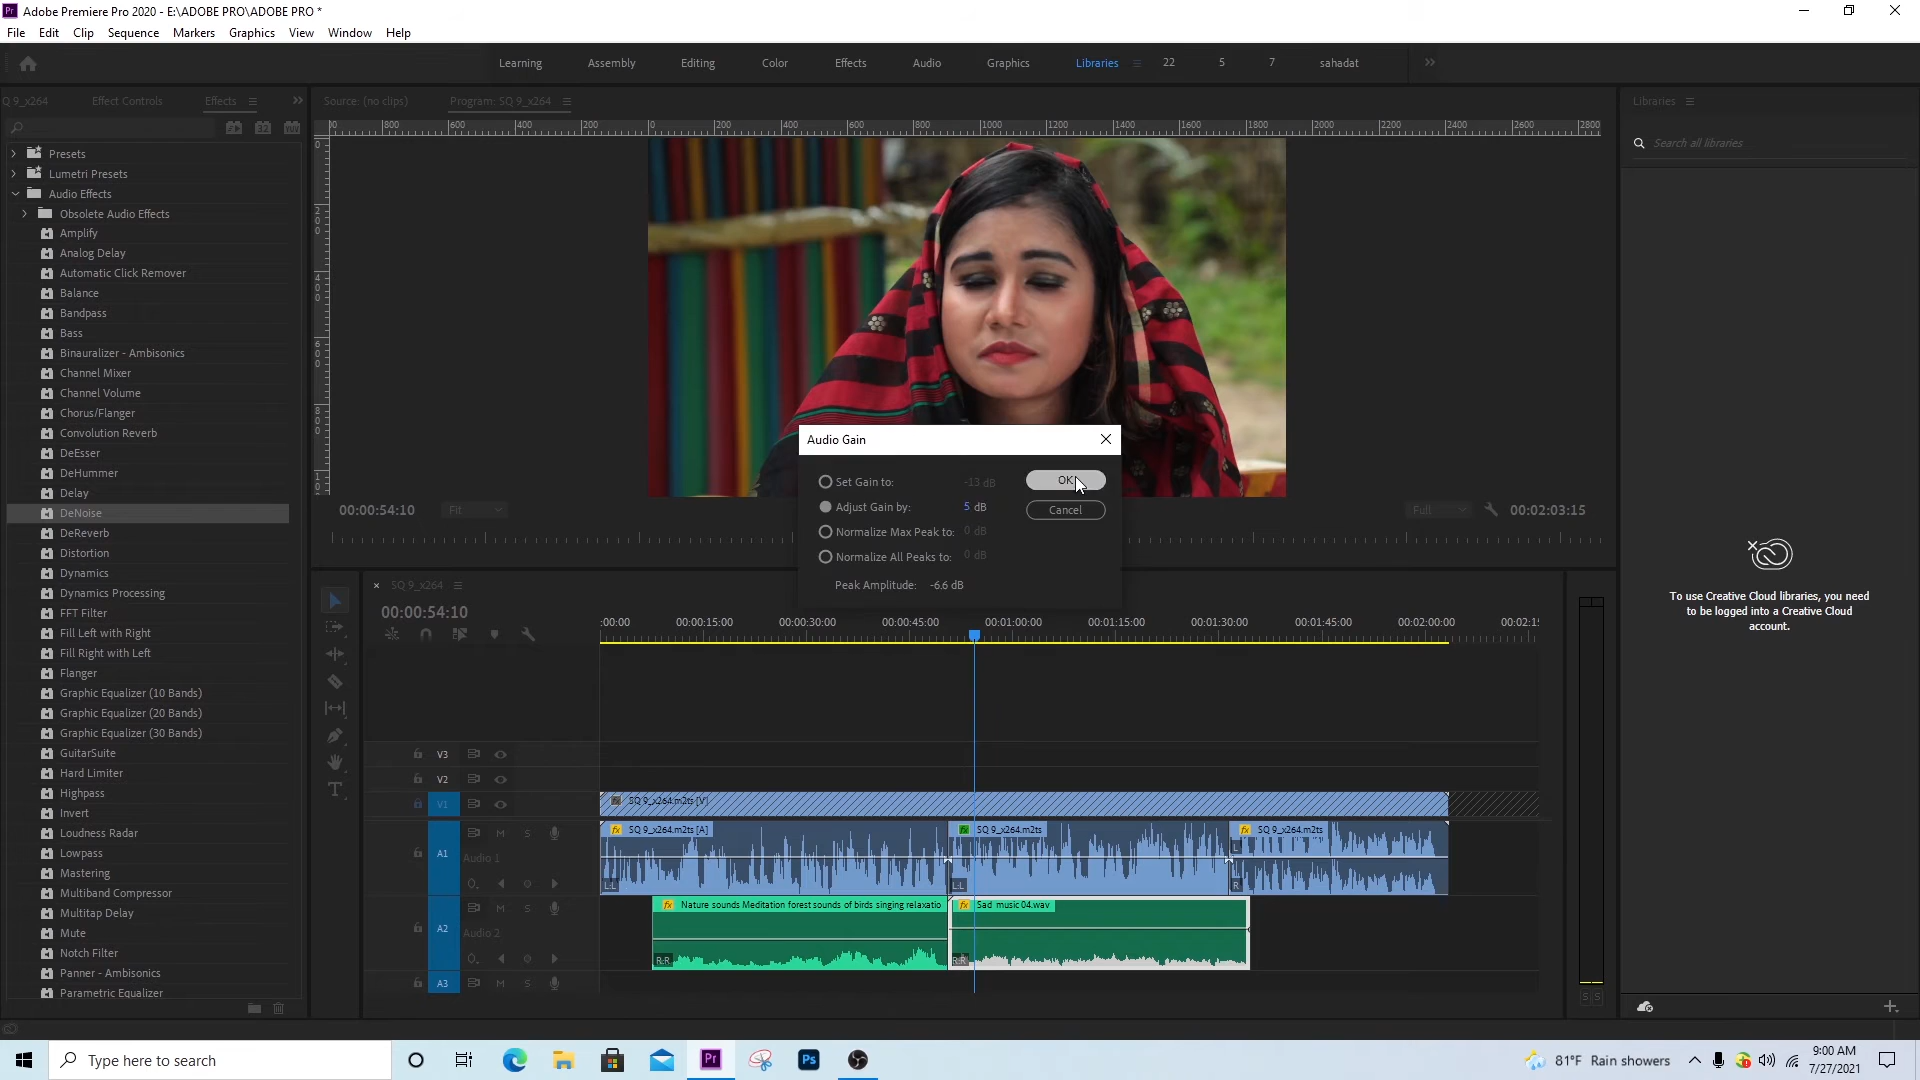 Adobe Premiere Pro 2020 - E:\ADOBE PRO\ADOBE PRO *
File Edit Clip Sequence Markers Graphics View Window Help
Learning Assembly Editing Color Effects Audio Graphics Libraries 22 5 7 sahadat
Q 9_x264 Effect Controls Effects
Source: (no clips) Program: SQ 9_x264
Libraries
Search all libraries
Presets
Lumetri Presets
Audio Effects
Obsolete Audio Effects
Amplify
Analog Delay
Automatic Click Remover
Balance
Bandpass
Bass
Binauralizer - Ambisonics
Channel Mixer
Channel Volume
Chorus/Flanger
Convolution Reverb
DeEsser
DeHummer
Delay
DeNoise
DeReverb
Distortion
Dynamics
Dynamics Processing
FFT Filter
Fill Left with Right
Fill Right with Left
Flanger
Graphic Equalizer (10 Bands)
Graphic Equalizer (20 Bands)
Graphic Equalizer (30 Bands)
GuitarSuite
Hard Limiter
Highpass
Invert
Loudness Radar
Lowpass
Mastering
Multiband Compressor
Multitap Delay
Mute
Notch Filter
Panner - Ambisonics
Parametric Equalizer
00:00:54:10 Fit
Full 00:02:03:15
Audio Gain
Set Gain to: -13 dB
OK
Adjust Gain by: 5 dB
Cancel
Normalize Max Peak to: 0 dB
Normalize All Peaks to: 0 dB
Peak Amplitude: -6.6 dB
SQ 9_x264
00:00:54:10
:00:00 00:00:15:00 00:00:30:00 00:00:45:00 00:01:00:00 00:01:15:00 00:01:30:00 00:01:45:00 00:02:00:00
V3
V2
V1
SQ 9_x264.m2ts [V]
A1 M S
Audio 1
SQ 9_x264.m2ts [A] SQ 9_x264.m2ts SQ 9_x264.m2ts
A2 M S
Audio 2
Nature sounds Meditation forest sounds of birds singing relaxatio
Sad music 04.wav
A3 M S
To use Creative Cloud libraries, you need
to be logged into a Creative Cloud
account.
Type here to search
81°F Rain showers
9:00 AM
7/27/2021